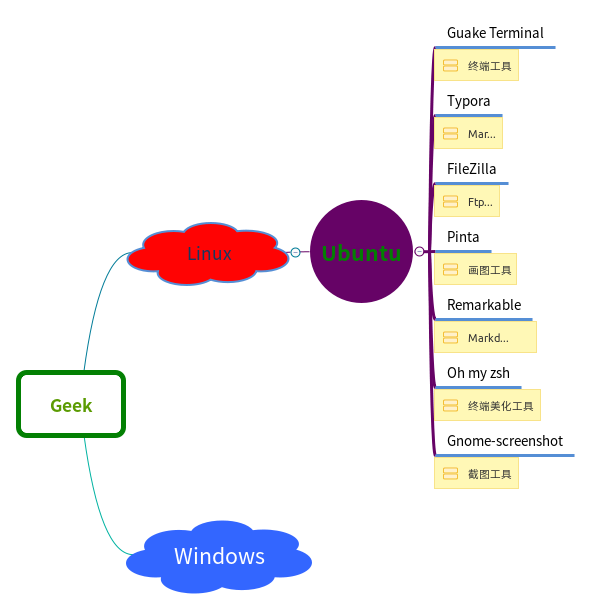 Geek
Linux
Ubuntu
Guake Terminal
终端工具
Typora
Mar...
FileZilla
Ftp...
Pinta
画图工具
Remarkable
Markd...
Oh my zsh
终端美化工具
Gnome-screenshot
截图工具
Windows